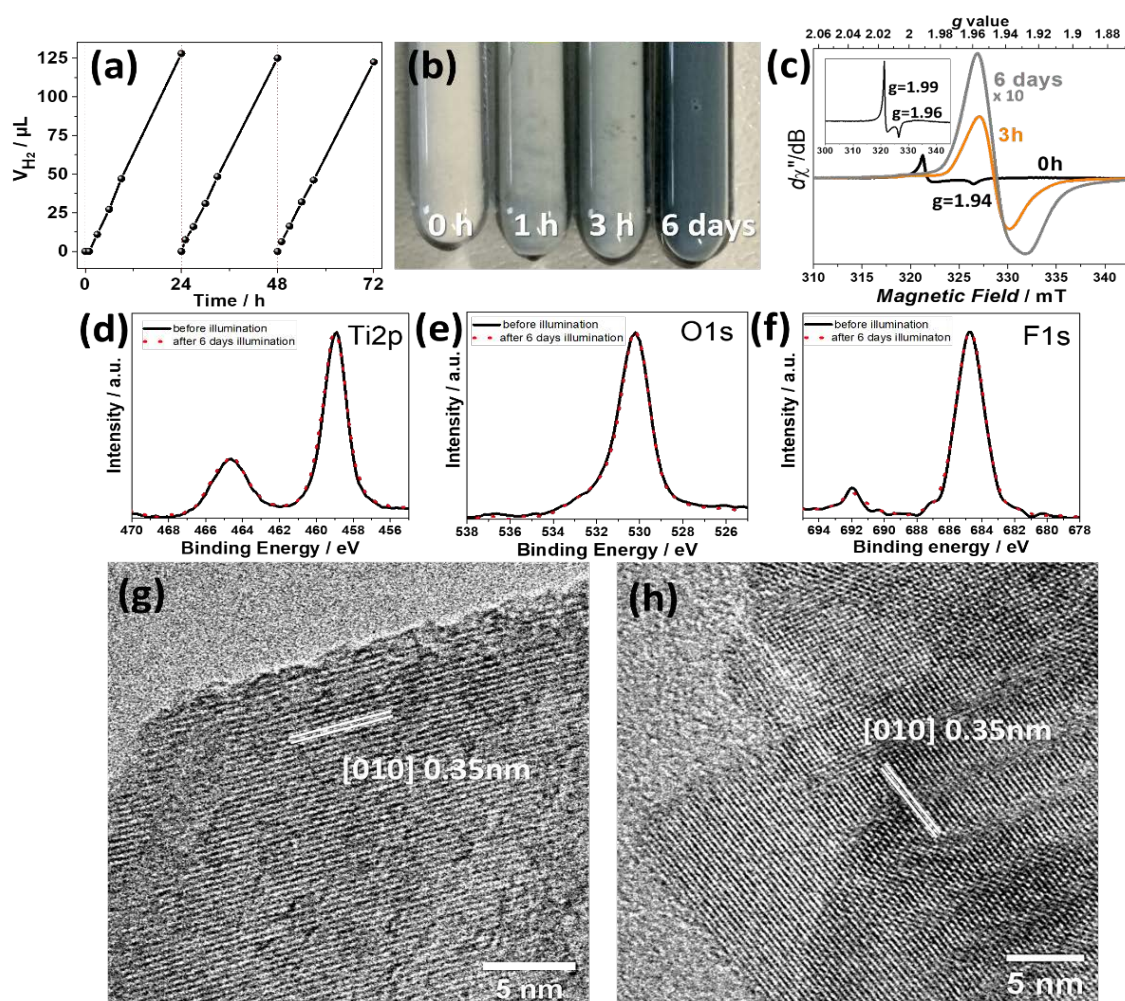 (a)
V_H2 / µL
125
100
75
50
25
0
0 24 48 72
Time / h
(b)
0 h 1 h 3 h 6 days
(c)
g value
2.06 2.04 2.02 2 1.98 1.96 1.94 1.92 1.9 1.88
g=1.99
g=1.96
300 310 320 330 340
6 days
x 10
3h
0h
g=1.94
dχ"/dB
310 320 330 340
Magnetic Field / mT
(d)
before illumination
after 6 days illumination
Ti2p
Intensity / a.u.
470 468 466 464 462 460 458 456
Binding Energy / eV
(e)
before illumination
after 6 days illumination
O1s
Intensity / a.u.
538 536 534 532 530 528 526
Binding Energy / eV
(f)
before illumination
after 6 days illumination
F1s
Intensity / a.u.
694 692 690 688 686 684 682 680 678
Binding energy / eV
(g)
[010] 0.35nm
5 nm
(h)
[010] 0.35nm
5 nm